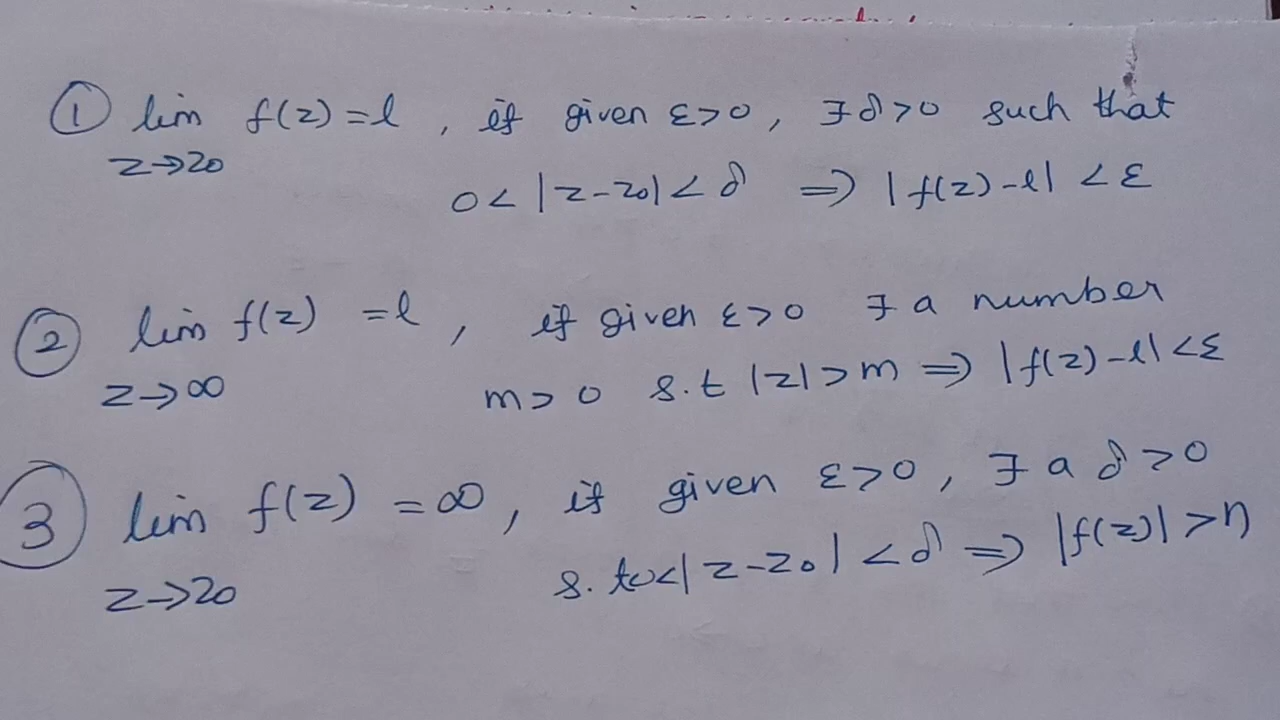 ① lim f(z) = l , if given ε>0, ∃ δ>0 such that
z→z0
0< |z-z0| < δ ⇒ |f(z)-l| < ε
② lim f(z) = l , if given ε>0 ∃ a number
z→∞
m>0 s.t |z|>m ⇒ |f(z)-l|<ε
③ lim f(z) = ∞, if given ε>0, ∃ a δ>0
z→z0
s.t 0<|z-z0|<δ ⇒ |f(z)|>η